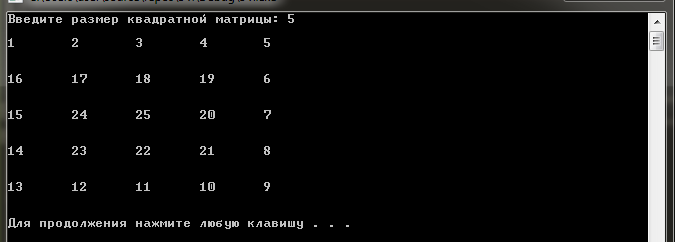 Введите размер квадратной матрицы: 5
1 2 3 4 5
16 17 18 19 6
15 24 25 20 7
14 23 22 21 8
13 12 11 10 9
Для продолжения нажмите любую клавишу . . .